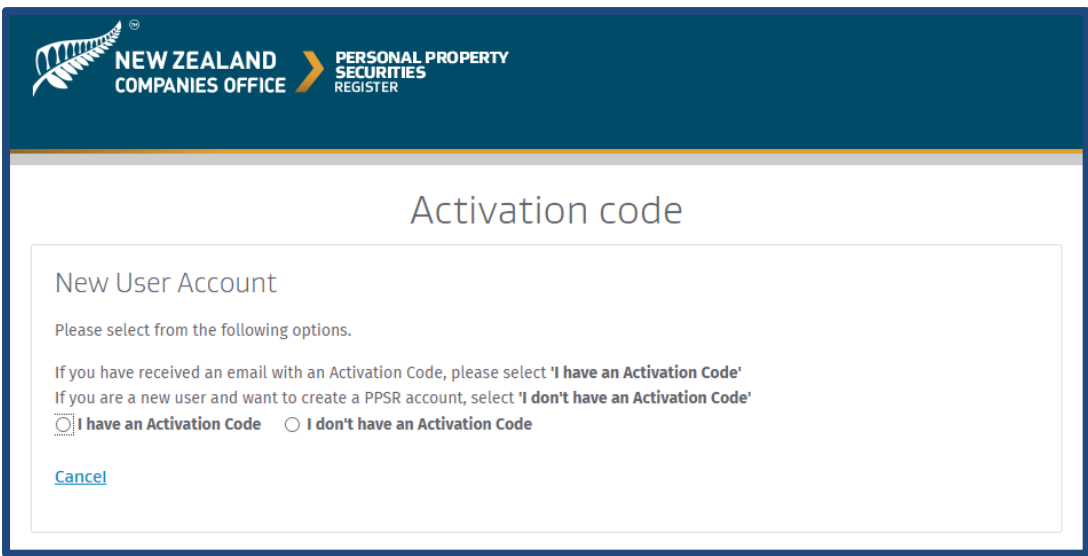 TM
NEW ZEALAND
COMPANIES OFFICE
PERSONAL PROPERTY
SECURITIES
REGISTER
Activation code
New User Account
Please select from the following options.
If you have received an email with an Activation Code, please select 'I have an Activation Code'
If you are a new user and want to create a PPSR account, select 'I don't have an Activation Code'
I have an Activation Code I don't have an Activation Code
Cancel